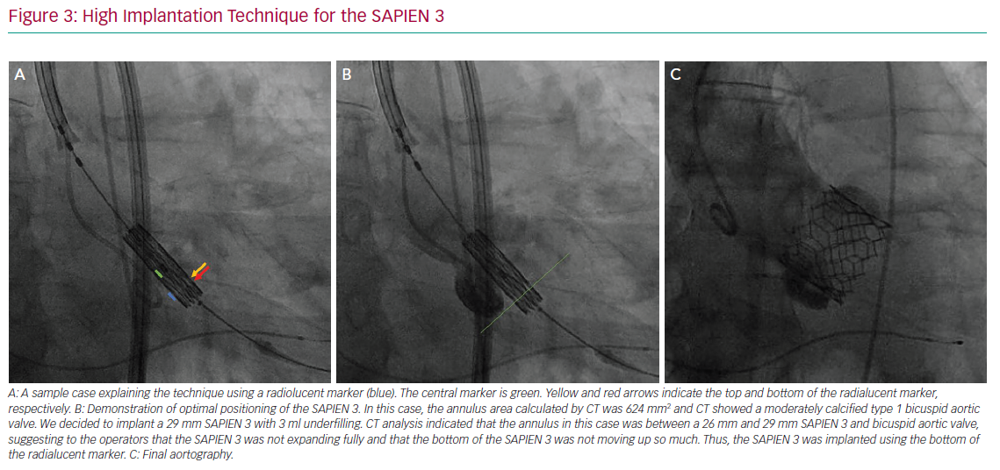 Figure 3: High Implantation Technique for the SAPIEN 3
A
B
C
A: A sample case explaining the technique using a radiolucent marker (blue). The central marker is green. Yellow and red arrows indicate the top and bottom of the radialucent marker,
respectively. B: Demonstration of optimal positioning of the SAPIEN 3. In this case, the annulus area calculated by CT was 624 mm² and CT showed a moderately calcified type 1 bicuspid aortic
valve. We decided to implant a 29 mm SAPIEN 3 with 3 ml underfilling. CT analysis indicated that the annulus in this case was between a 26 mm and 29 mm SAPIEN 3 and bicuspid aortic valve,
suggesting to the operators that the SAPIEN 3 was not expanding fully and that the bottom of the SAPIEN 3 was not moving up so much. Thus, the SAPIEN 3 was implanted using the bottom of
the radialucent marker. C: Final aortography.